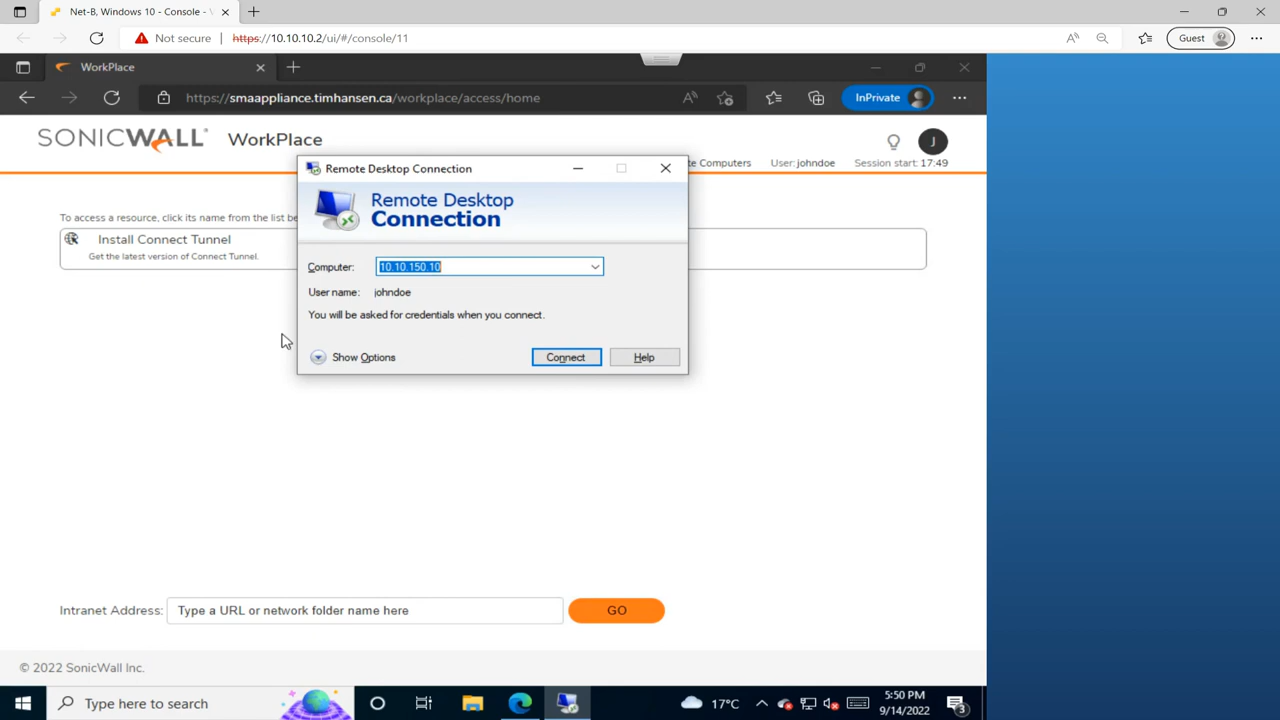 Net-B, Windows 10 - Console -
Not secure https://10.10.10.2/ui/#/console/11
Guest
WorkPlace
https://smaappliance.timhansen.ca/workplace/access/home
InPrivate
SONICWALL WorkPlace
J
te Computers User: johndoe Session start: 17:49
To access a resource, click its name from the list be
Install Connect Tunnel
Get the latest version of Connect Tunnel.
Remote Desktop Connection
Remote Desktop
Connection
Computer: 10.10.150.10
User name: johndoe
You will be asked for credentials when you connect.
Show Options Connect Help
Intranet Address: Type a URL or network folder name here GO
© 2022 SonicWall Inc.
Type here to search
17°C
5:50 PM
9/14/2022
3